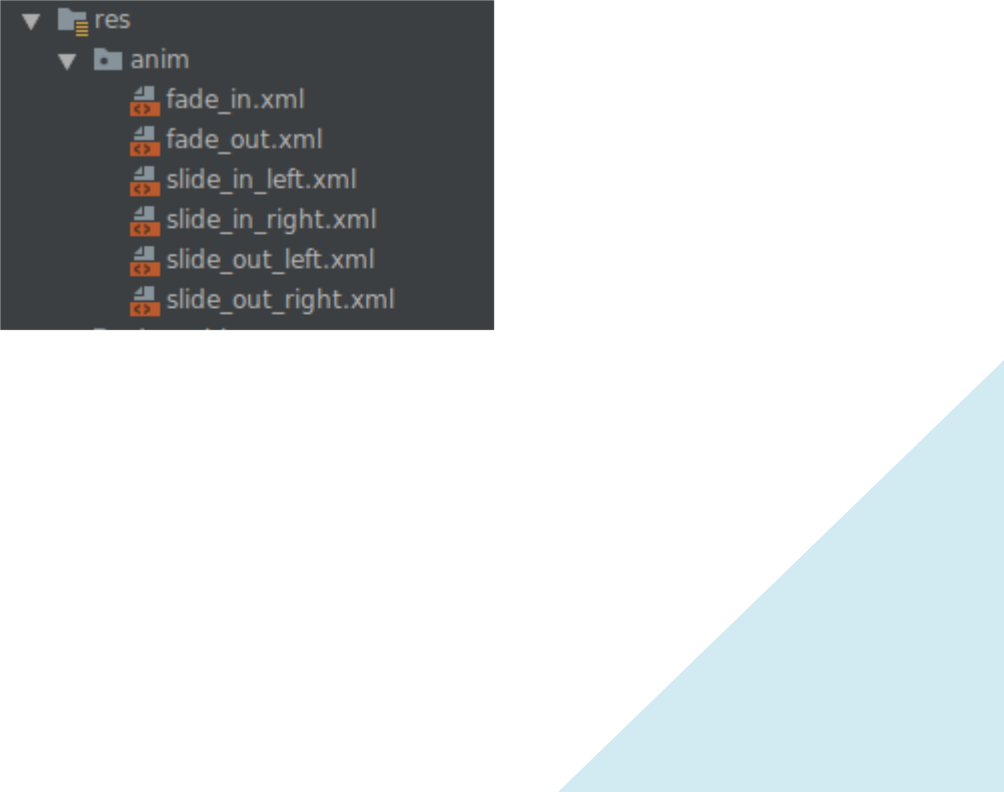 res
anim
fade_in.xml
fade_out.xml
slide_in_left.xml
slide_in_right.xml
slide_out_left.xml
slide_out_right.xml